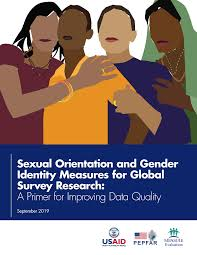 Sexual Orientation and Gender
Identity Measures for Global
Survey Research:
A Primer for Improving Data Quality
September 2019
USAID
PEPFAR
MEASURE
Evaluation